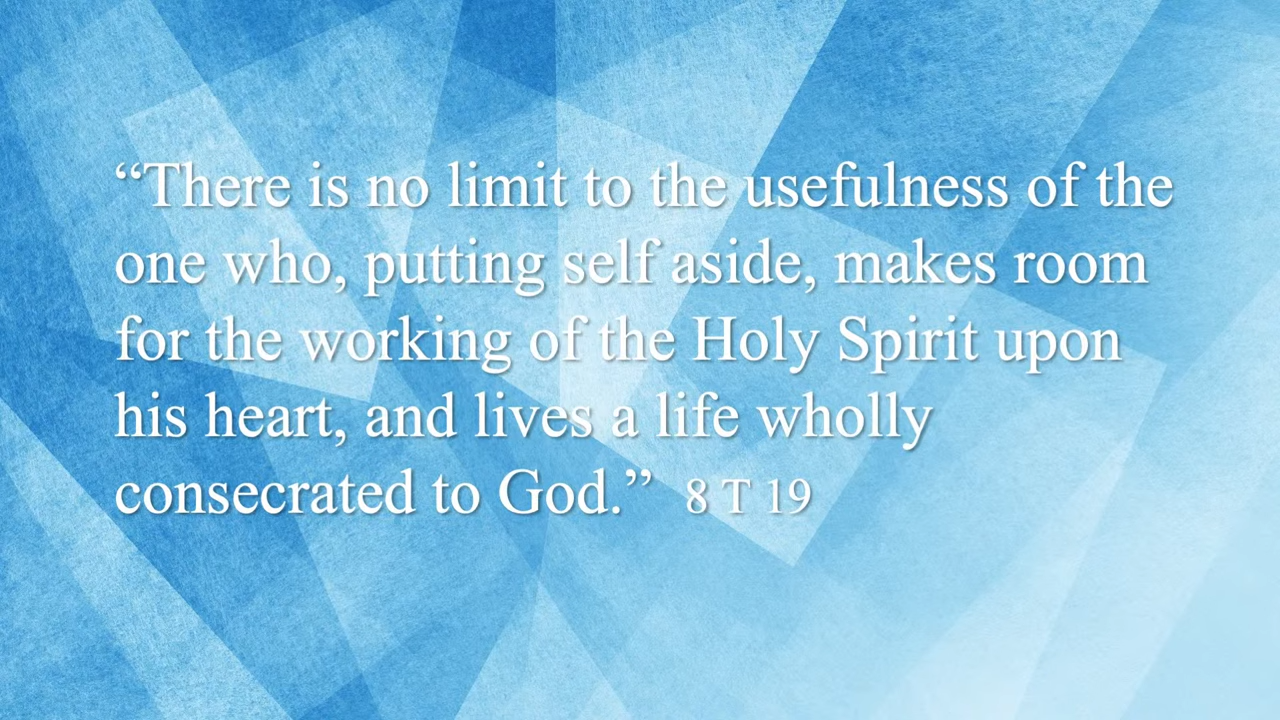 “There is no limit to the usefulness of the
one who, putting self aside, makes room
for the working of the Holy Spirit upon
his heart, and lives a life wholly
consecrated to God.” 8 T 19